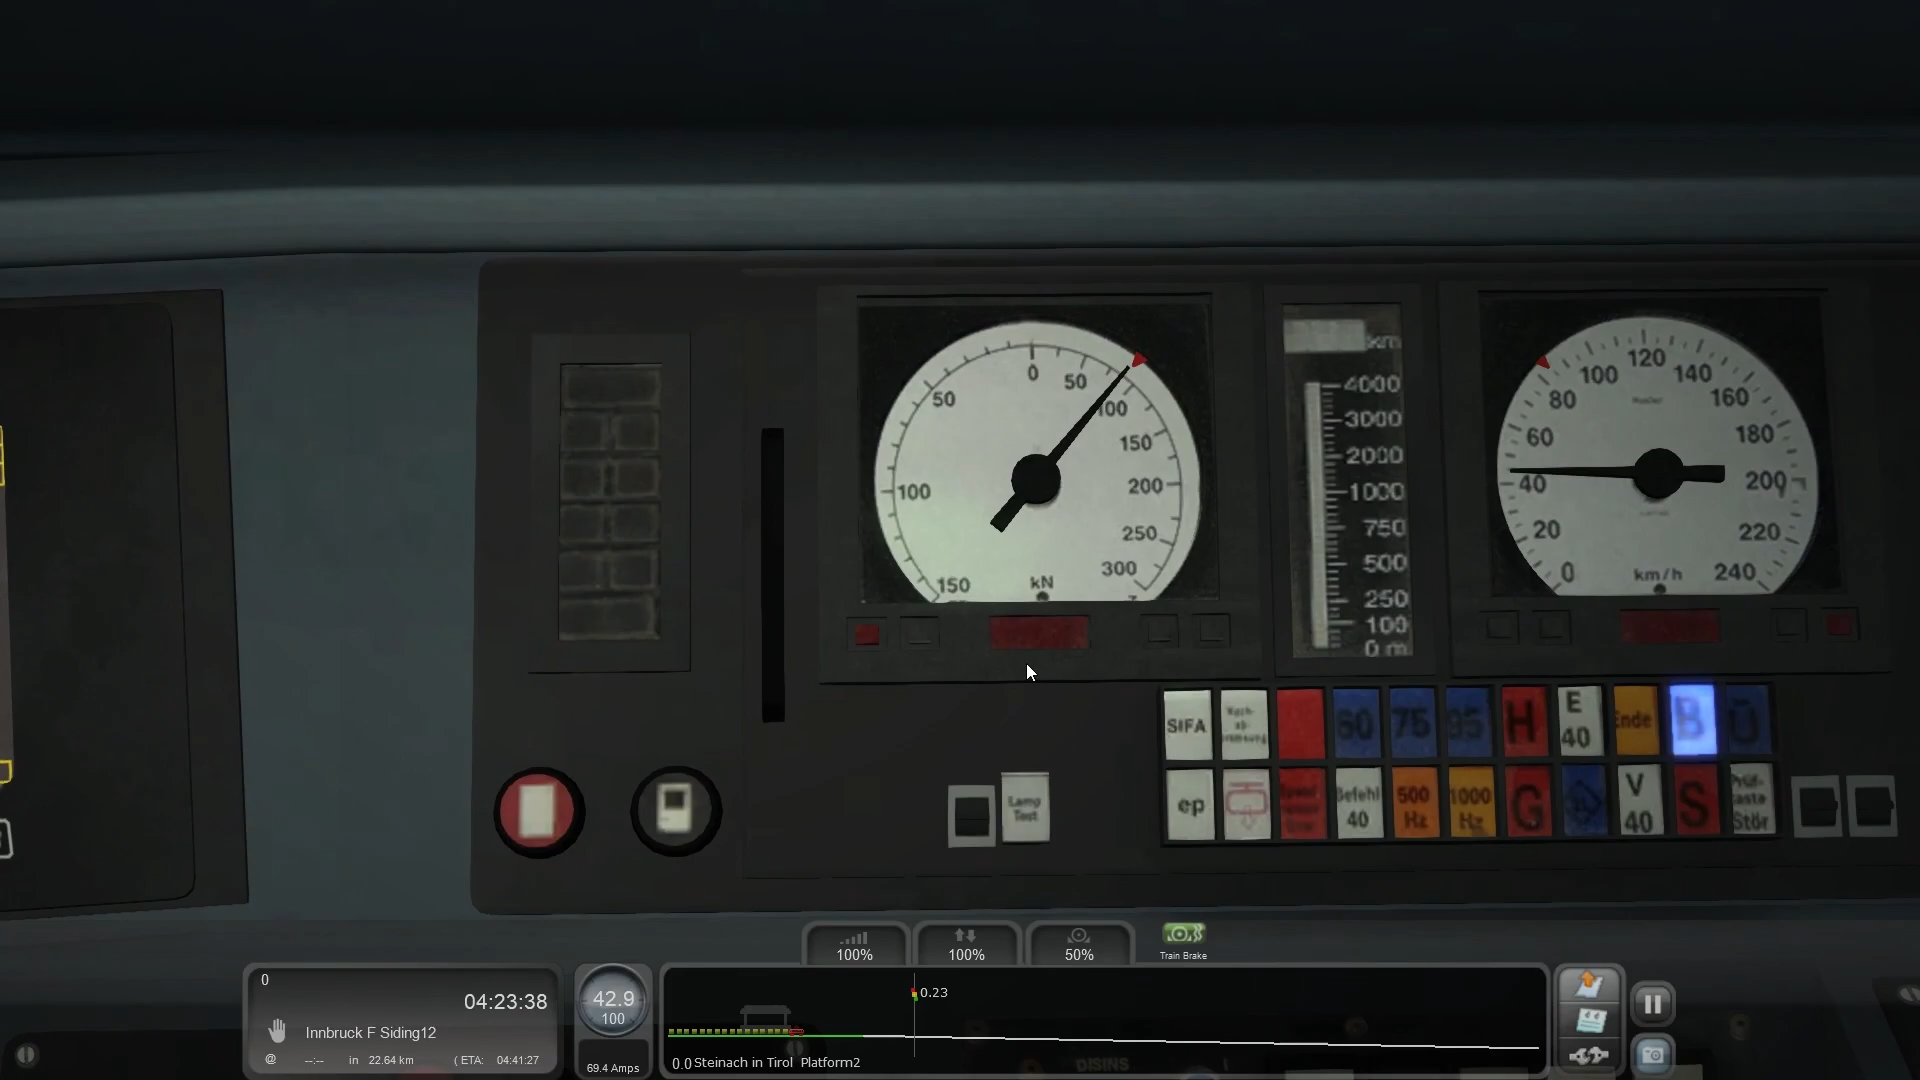 0
50
50
100
100
150
200
250
300
150
kN
km
4000
3000
2000
1000
750
500
250
100
0 m
0
20
40
60
80
100
120
140
160
180
200
220
240
km/h
SIFA
60
75
85
H
E 40
Ende
B
Ü
ep
Befehl 40
500 Hz
1000 Hz
G
V 40
S
Stör
Lamp Test
100%
100%
50%
Train Brake
0
04:23:38
Innbruck F Siding12
@ --:-- in 22.64 km ( ETA: 04:41:27
42.9
100
69.4 Amps
0.23
0.0 Steinach in Tirol Platform2